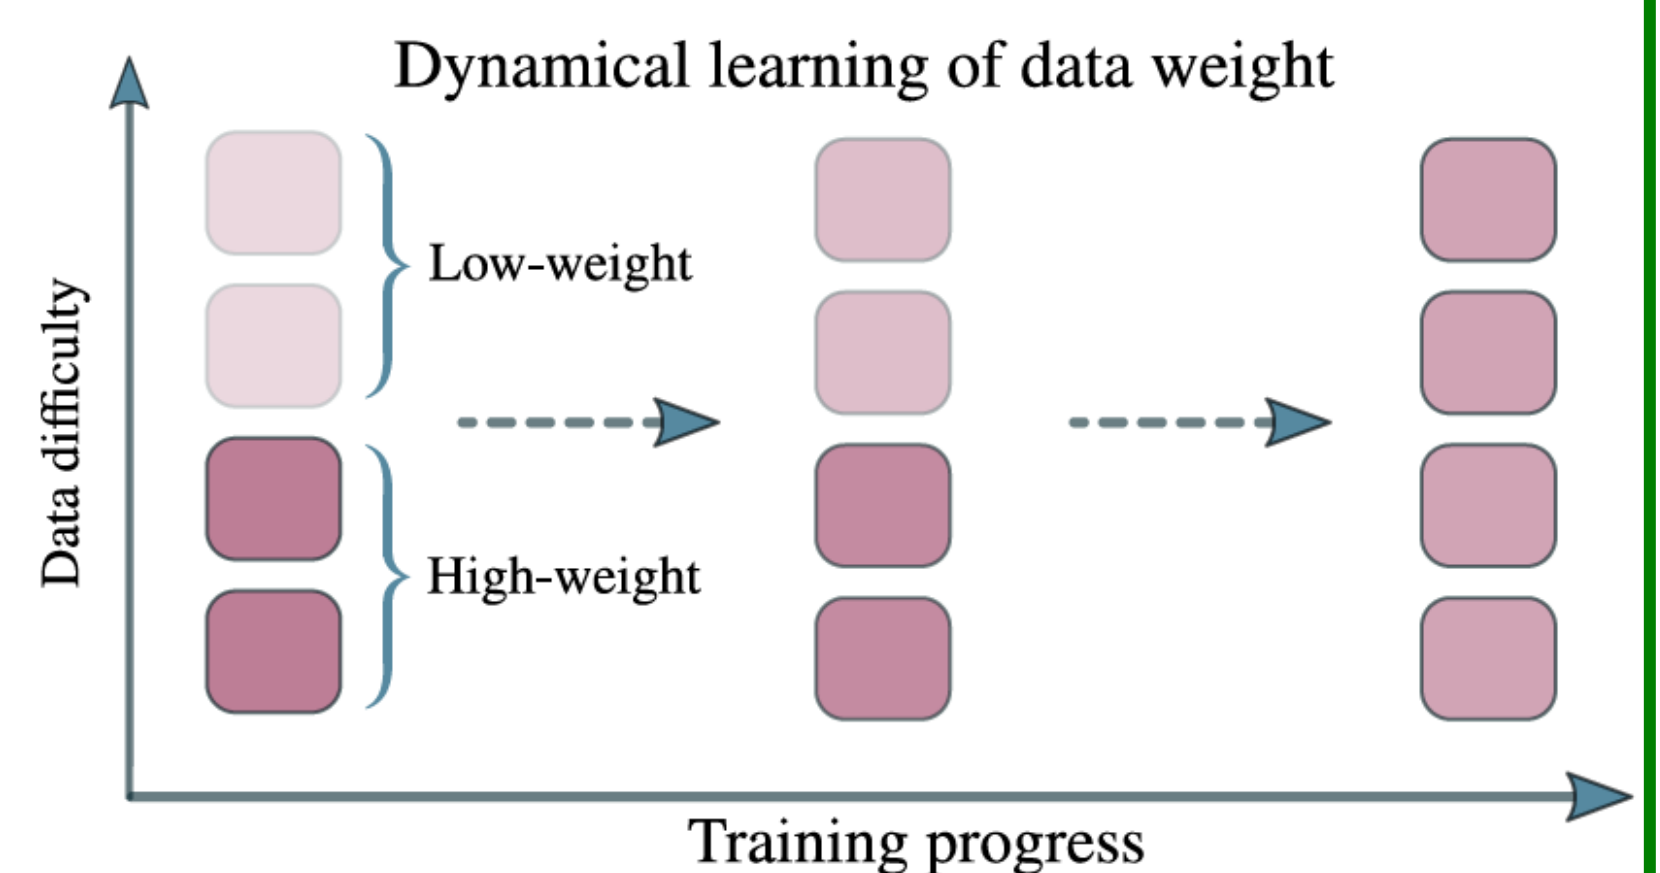 Dynamical learning of data weight
Low-weight
High-weight
Data difficulty
Training progress